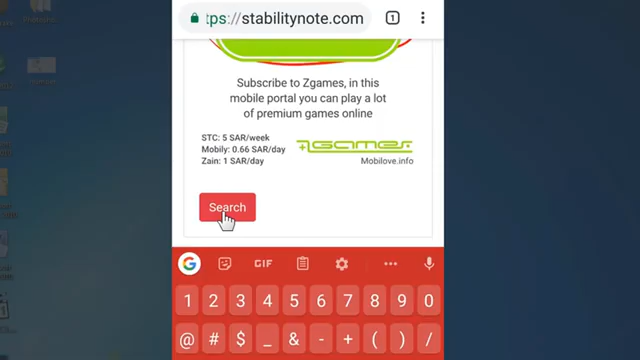 tps://stabilitynote.com
1
Subscribe to Zgames, in this
mobile portal you can play a lot
of premium games online
STC: 5 SAR/week
Mobily: 0.66 SAR/day
Zain: 1 SAR/day
+Games
Mobilove.info
Search
G GIF
1 2 3 4 5 6 7 8 9 0
@ # $ _ & - + ( ) /